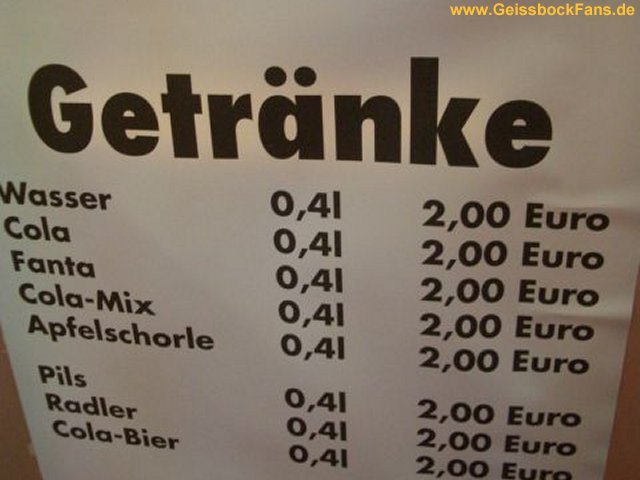 www.GeissbockFans.de
Getränke
Wasser 0,4l 2,00 Euro
Cola 0,4l 2,00 Euro
Fanta 0,4l 2,00 Euro
Cola-Mix 0,4l 2,00 Euro
Apfelschorle 0,4l 2,00 Euro
Pils 0,4l 2,00 Euro
Radler 0,4l 2,00 Euro
Cola-Bier 0,4l 2,00 Euro